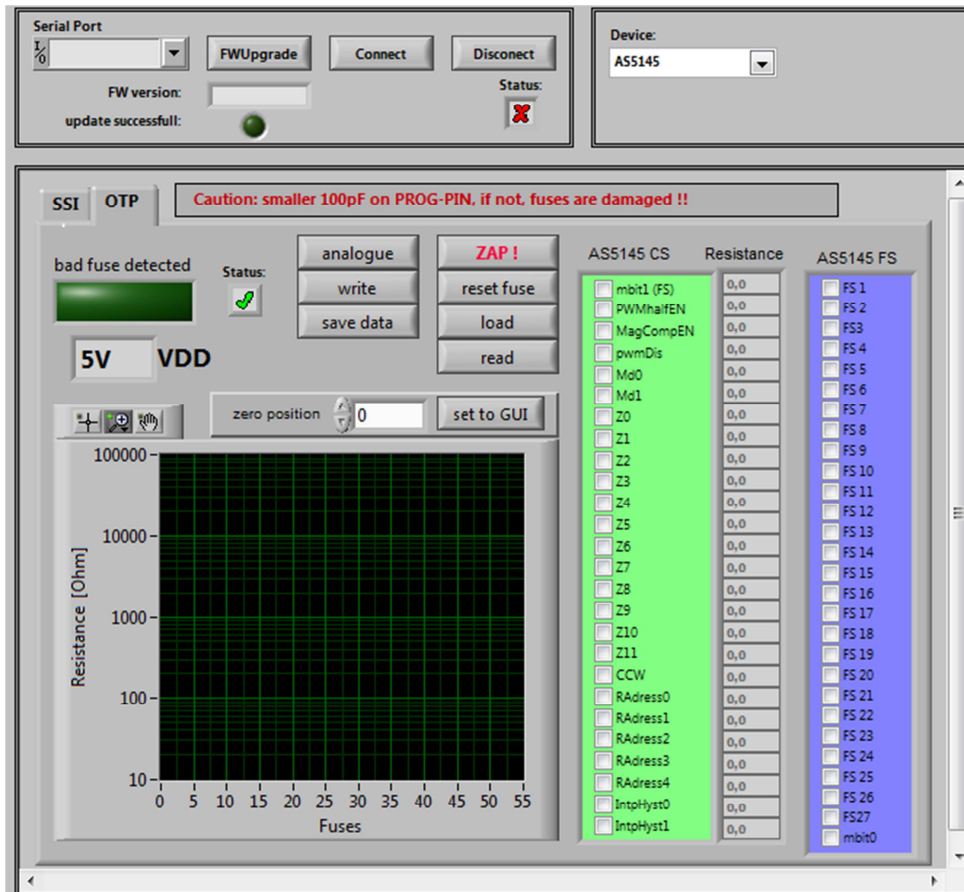 Serial Port
I/O
FWUpgrade
Connect
Disconect
FW version:
Status:
update successfull:
Device:
AS5145
SSI
OTP
Caution: smaller 100pF on PROG-PIN, if not, fuses are damaged !!
bad fuse detected
Status:
analogue
write
save data
ZAP !
reset fuse
load
read
5V
VDD
zero position
0
set to GUI
100000
10000
1000
100
10
Resistance [Ohm]
0 5 10 15 20 25 30 35 40 45 50 55
Fuses
AS5145 CS
Resistance
AS5145 FS
mbit1 (FS) 0,0
PWMhalfEN 0,0
MagCompEN 0,0
pwmDis 0,0
Md0 0,0
Md1 0,0
Z0 0,0
Z1 0,0
Z2 0,0
Z3 0,0
Z4 0,0
Z5 0,0
Z6 0,0
Z7 0,0
Z8 0,0
Z9 0,0
Z10 0,0
Z11 0,0
CCW 0,0
RAdress0 0,0
RAdress1 0,0
RAdress2 0,0
RAdress3 0,0
RAdress4 0,0
IntpHyst0 0,0
IntpHyst1 0,0
FS 1
FS 2
FS3
FS 4
FS 5
FS 6
FS 7
FS 8
FS 9
FS 10
FS 11
FS 12
FS 13
FS 14
FS 15
FS 16
FS 17
FS 18
FS 19
FS 20
FS 21
FS 22
FS 23
FS 24
FS 25
FS 26
FS27
mbit0